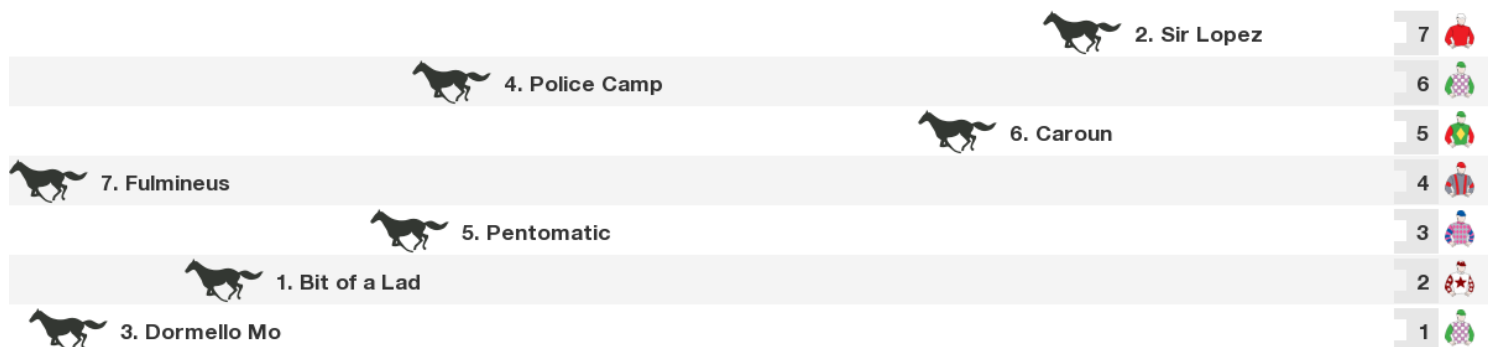 2. Sir Lopez 7
4. Police Camp 6
6. Caroun 5
7. Fulmineus 4
5. Pentomatic 3
1. Bit of a Lad 2
3. Dormello Mo 1